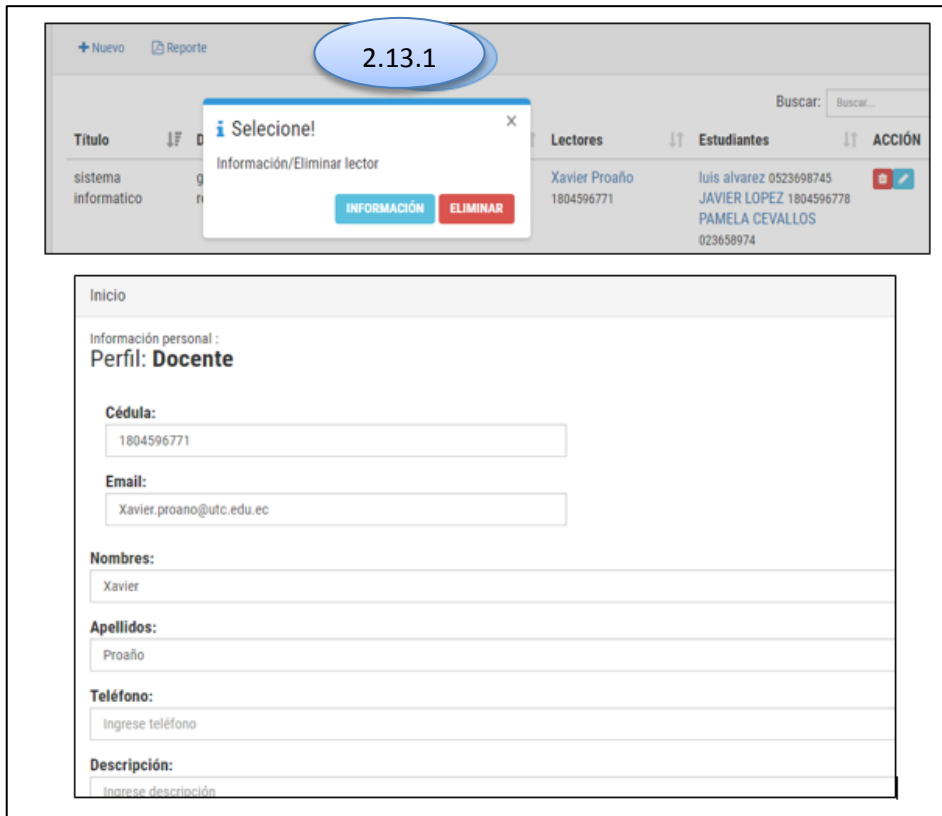 Nuevo Reporte
2.13.1
Buscar: Buscar...
Título D Lectores Estudiantes ACCIÓN
i Selecione! ×
Información/Eliminar lector
INFORMACIÓN ELIMINAR
sistema g Xavier Proaño luis alvarez 0523698745
informatico r 1804596771 JAVIER LOPEZ 1804596778
PAMELA CEVALLOS
023658974
Inicio
Información personal :
Perfil: Docente
Cédula:
1804596771
Email:
Xavier.proano@utc.edu.ec
Nombres:
Xavier
Apellidos:
Proaño
Teléfono:
Ingrese teléfono
Descripción:
Ingrese descripción